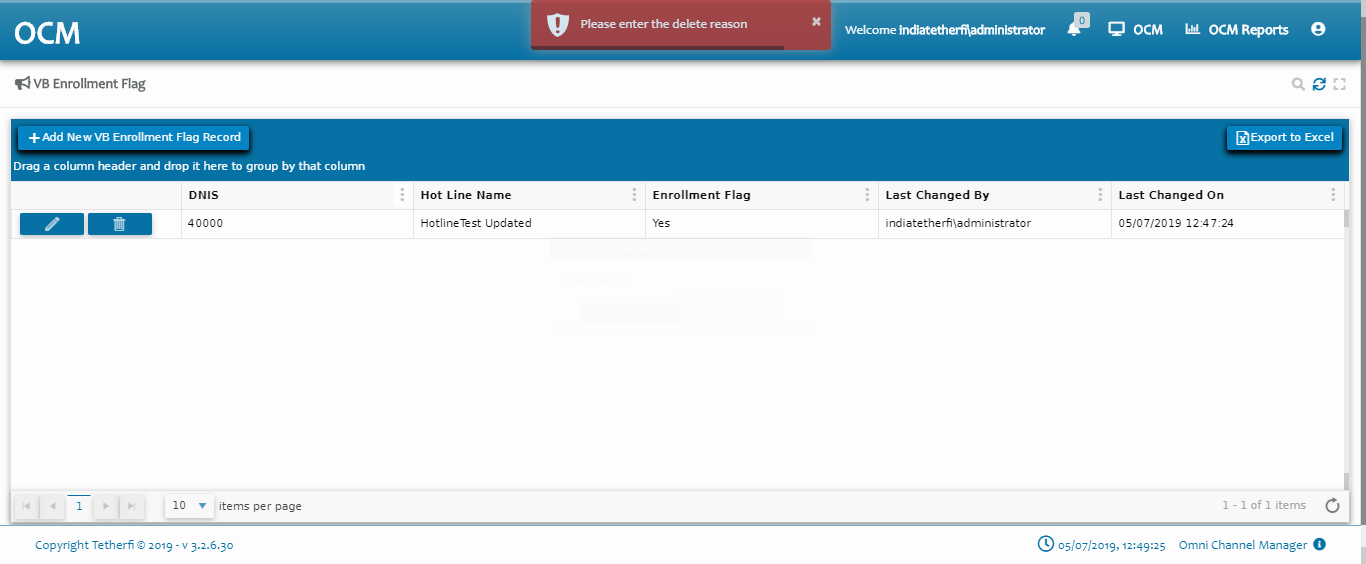 OCM
Please enter the delete reason
Welcome indiatetherfi\administrator
0
OCM
OCM Reports
VB Enrollment Flag
Add New VB Enrollment Flag Record
Export to Excel
Drag a column header and drop it here to group by that column
DNIS Hot Line Name Enrollment Flag Last Changed By Last Changed On
40000 HotlineTest Updated Yes indiatetherfi\administrator 05/07/2019 12:47:24
1 10 items per page 1 - 1 of 1 items
Copyright Tetherfi © 2019 - v 3.2.6.30 05/07/2019, 12:49:25 Omni Channel Manager